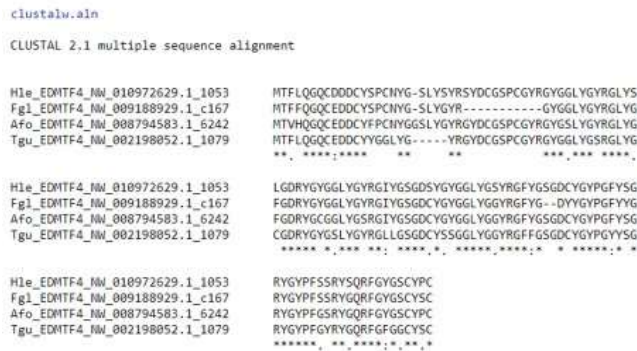 clustalw.aln
CLUSTAL 2.1 multiple sequence alignment
Hle_EDMTF4_NW_010972629.1_1053 MTFLQGQCDDDCYSPCNYG-SLYSYRSYDCGSPCGYRGYGGLYGYRGLYS
Fgl_EDMTF4_NW_009188929.1_c167 MTFFQGQCEDDCYSPCNYG-SLYGYR-----------GYGGLYGYRGLYG
Afo_EDMTF4_NW_008794583.1_6242 MTVHQGQCEDDCYFPCNYGGSLYGYRGYDCGSPCGYRGYGSLYGYRGLYG
Tgu_EDMTF4_NW_002198052.1_1079 MTFLQGQCEDDCYYGGLYG-----YRGYDCGSPCGYRGYGGLYGSRGLYG
**. ****:**** ** ** ***.*** ****.
Hle_EDMTF4_NW_010972629.1_1053 LGDRYGYGGLYGYRGIYGSGDSYGYGGLYGSYRGFYGSGDCYGYPGFYSG
Fgl_EDMTF4_NW_009188929.1_c167 FGDRYGYGGLYGYRGLYGSGDCYGYGGLYGGYRGFYG--DYYGYPGFYYG
Afo_EDMTF4_NW_008794583.1_6242 FGDRYGCGGLYGSRGIYGSGDCYGYGGLYGGYRGFYGSGDCYGYPGFYSG
Tgu_EDMTF4_NW_002198052.1_1079 CGDRYGYGSLYGYRGLLGSGDCYSSGGLYGGYRGFFGSGDCYGYPGYYSG
***** *.*** **: ****.*. *****.****:* * *****:* *
Hle_EDMTF4_NW_010972629.1_1053 RYGYPFSSRYSQRFGYGSCYPC
Fgl_EDMTF4_NW_009188929.1_c167 RYGYPFSSRYGQRFGYGSCYSC
Afo_EDMTF4_NW_008794583.1_6242 RYGYPFSSRYGQRFGYGSCYSC
Tgu_EDMTF4_NW_002198052.1_1079 RYGYPFGYRYGQRFGFGGCYSC
******. **.****:*.**.*